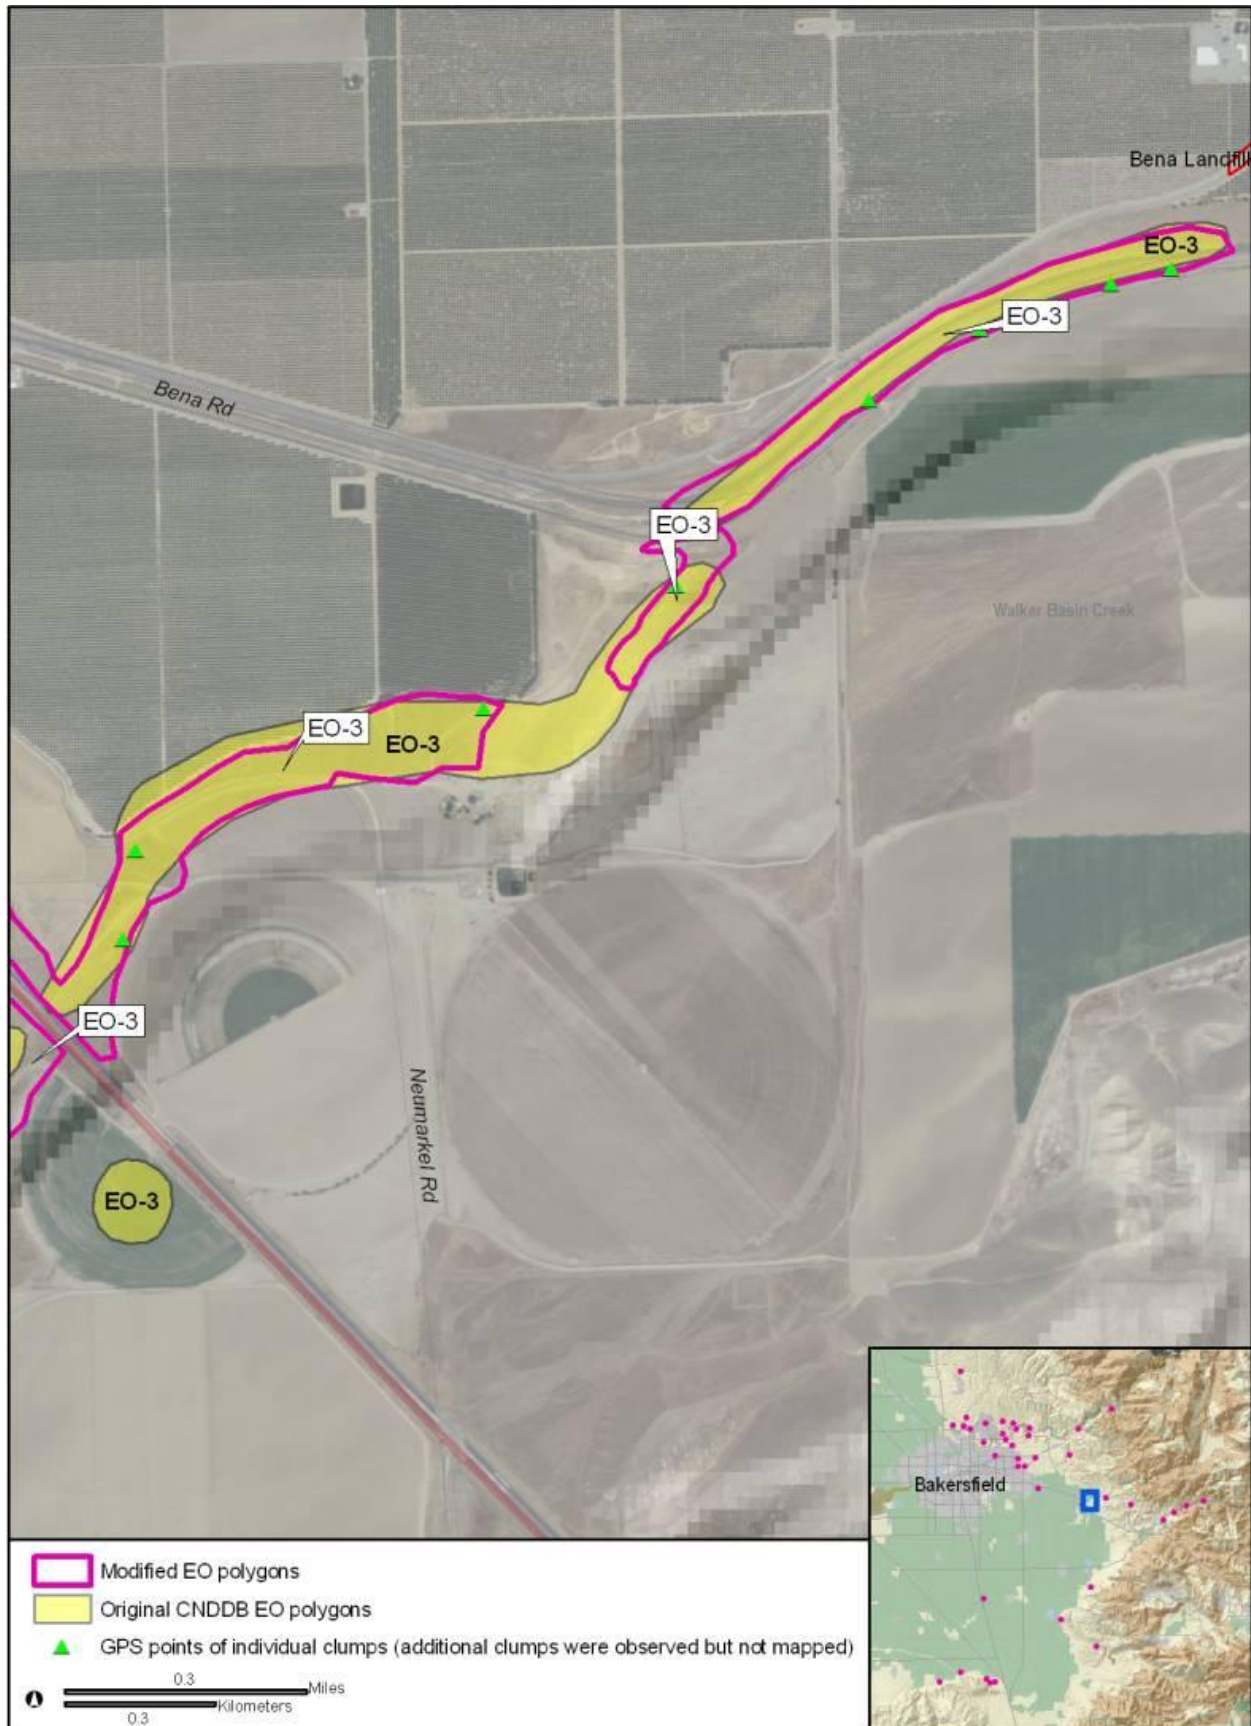 Bena Landfill
EO-3
EO-3
Bena Rd
EO-3
Walker Basin Creek
EO-3
EO-3
EO-3
Neumarkel Rd
EO-3
Bakersfield
Modified EO polygons
Original CNDDB EO polygons
GPS points of individual clumps (additional clumps were observed but not mapped)
0.3
Miles
Kilometers
0.3